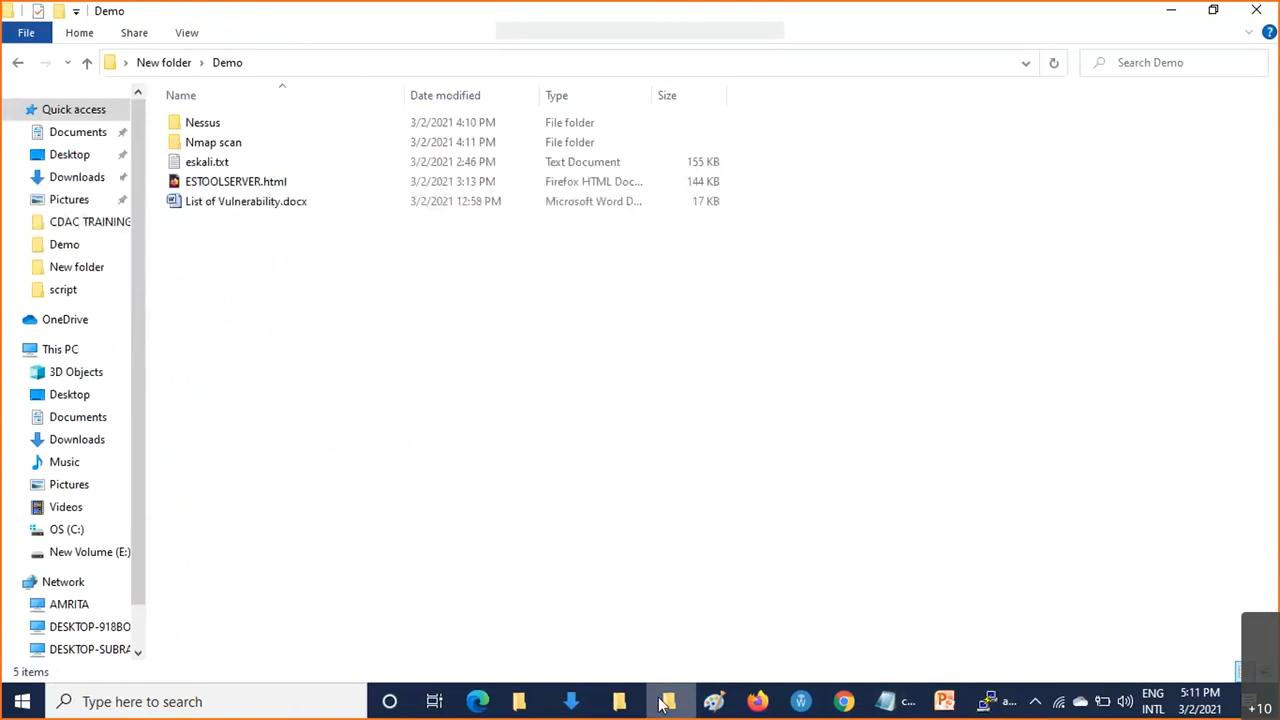 Demo
File Home Share View
New folder > Demo
Search Demo
Name Date modified Type Size
Nessus 3/2/2021 4:10 PM File folder
Nmap scan 3/2/2021 4:11 PM File folder
eskali.txt 3/2/2021 2:46 PM Text Document 155 KB
ESTOOLSERVER.html 3/2/2021 3:13 PM Firefox HTML Doc... 144 KB
List of Vulnerability.docx 3/2/2021 12:58 PM Microsoft Word D... 17 KB
Quick access
Documents
Desktop
Downloads
Pictures
CDAC TRAINING
Demo
New folder
script
OneDrive
This PC
3D Objects
Desktop
Documents
Downloads
Music
Pictures
Videos
OS (C:)
New Volume (E:)
Network
AMRITA
DESKTOP-918BO
DESKTOP-SUBRA
5 items
Type here to search
c...
a...
ENG
INTL
5:11 PM
3/2/2021
+10